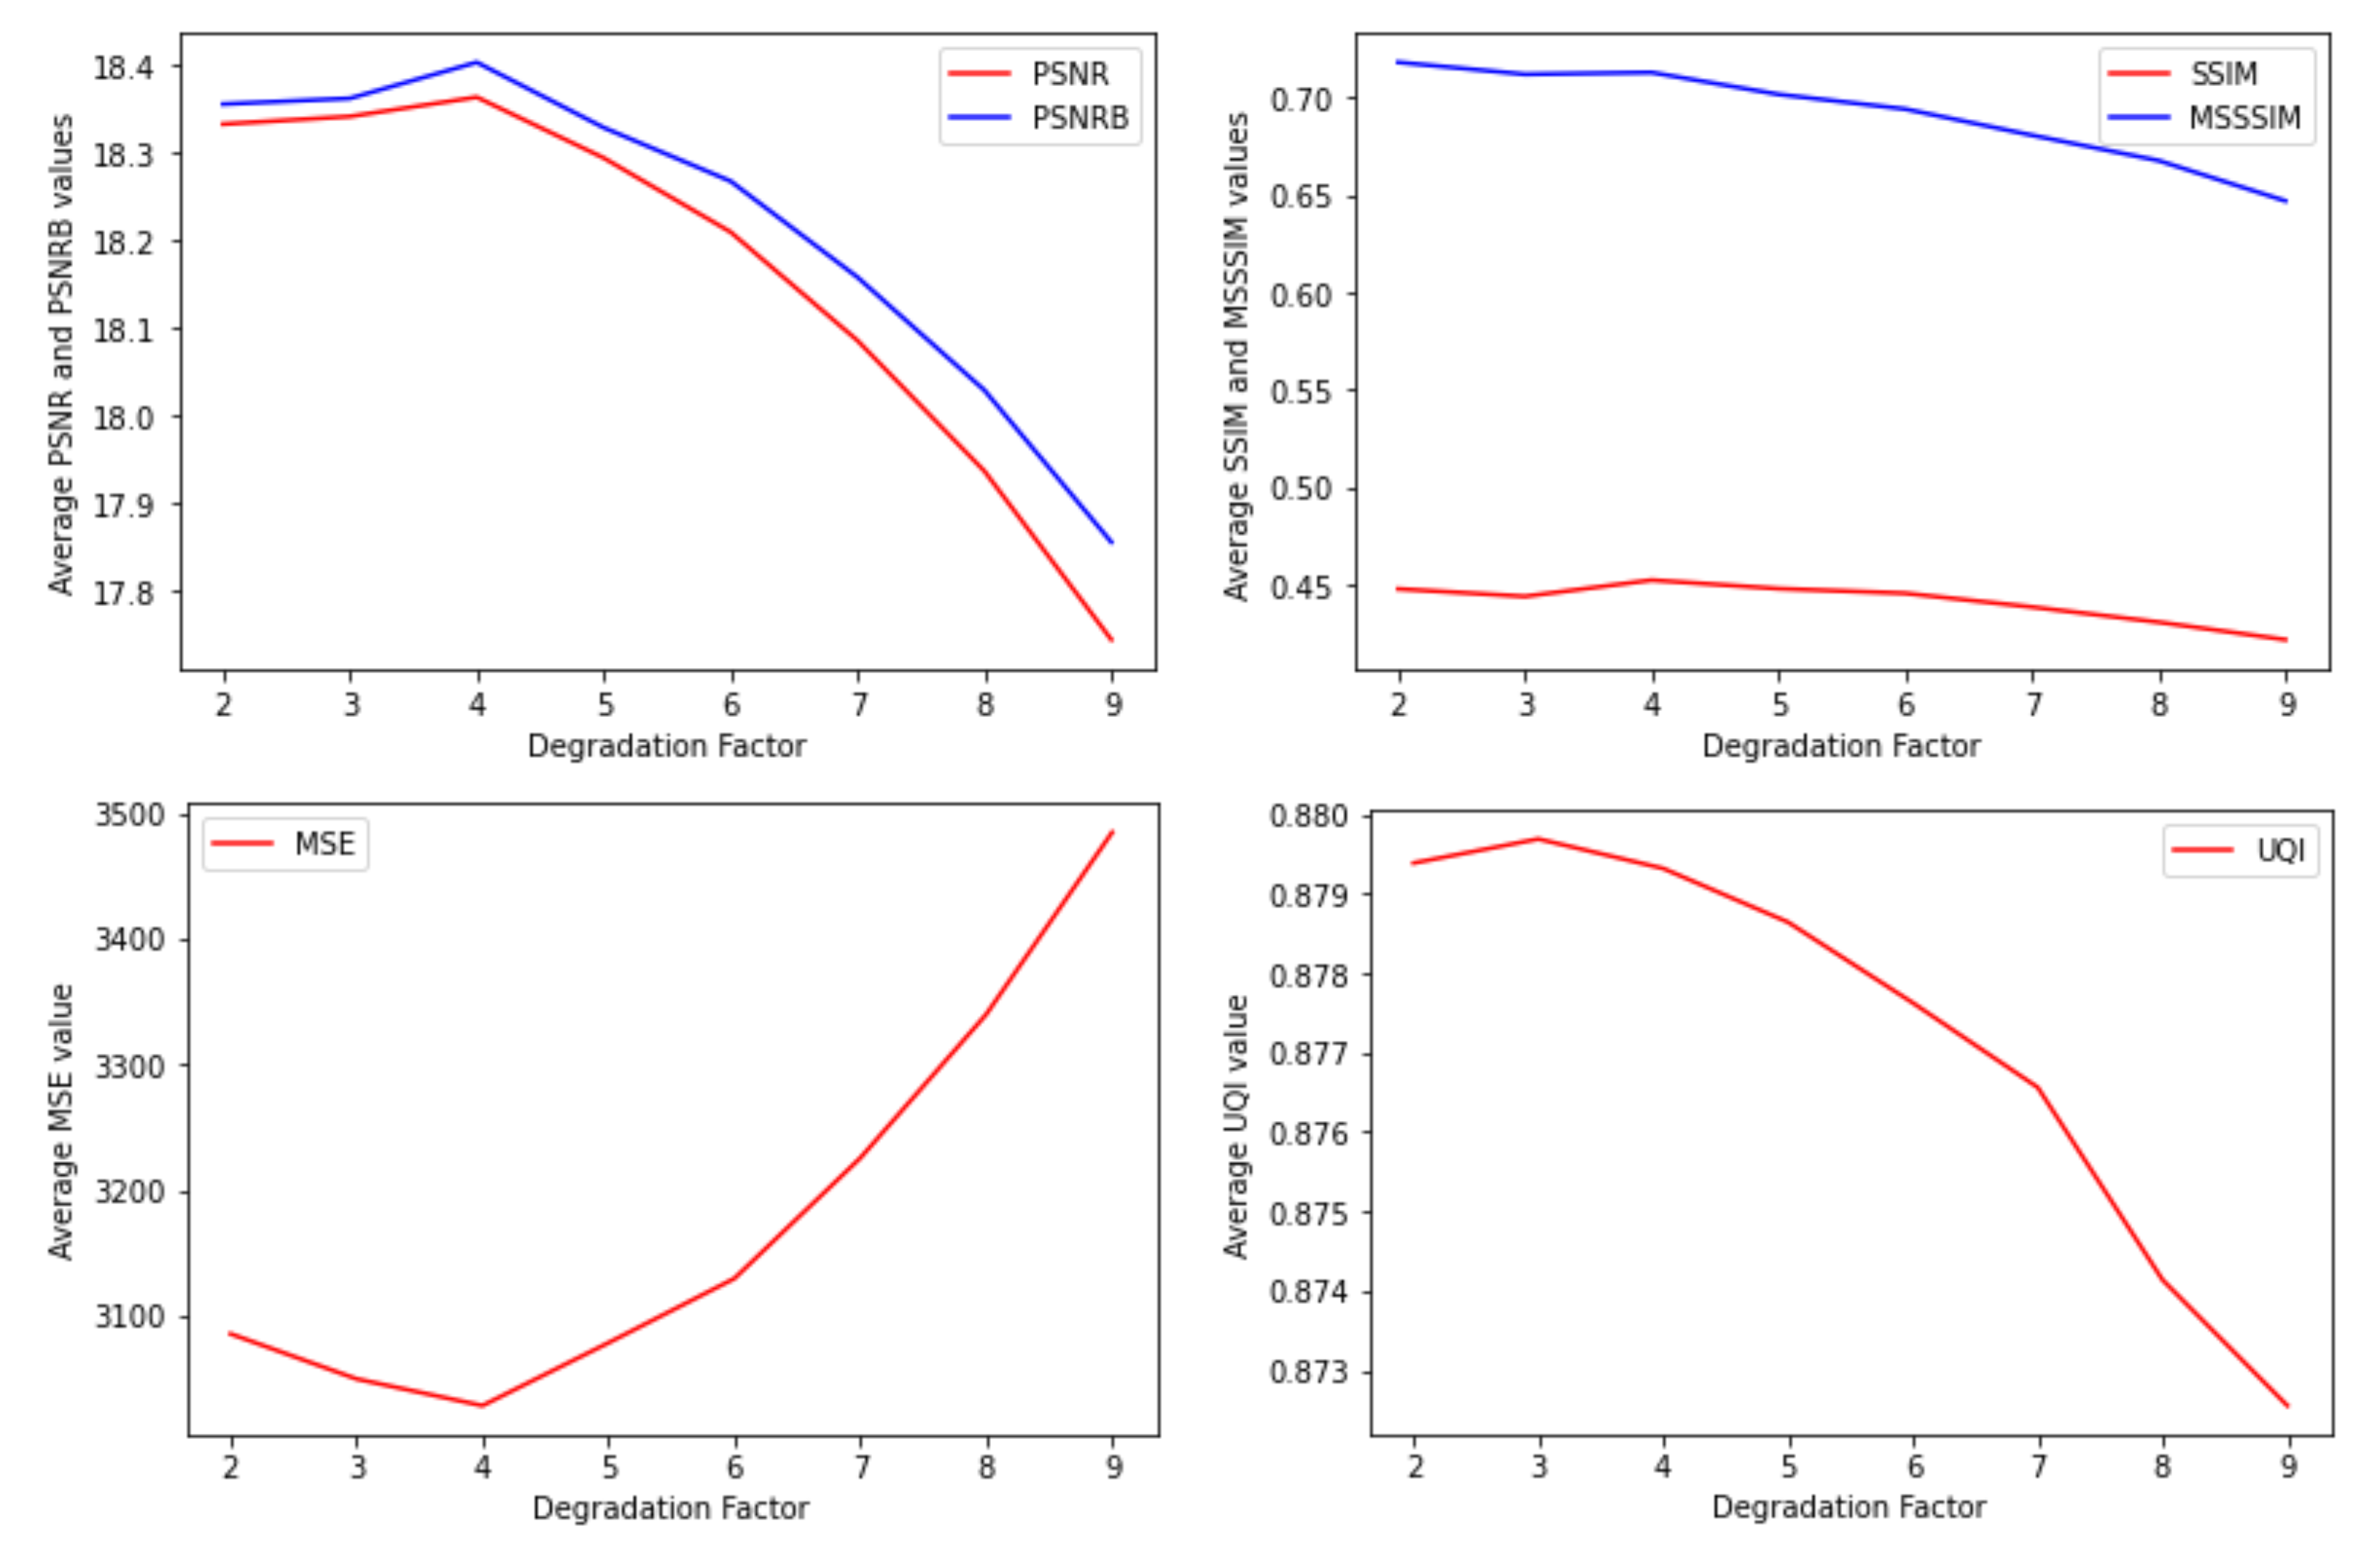 18.4
18.3
18.2
18.1
18.0
17.9
17.8
Average PSNR and PSNRB values
PSNR
PSNRB
2 3 4 5 6 7 8 9
Degradation Factor
0.70
0.65
0.60
0.55
0.50
0.45
Average SSIM and MSSSIM values
SSIM
MSSSIM
2 3 4 5 6 7 8 9
Degradation Factor
3500
3400
3300
3200
3100
Average MSE value
MSE
2 3 4 5 6 7 8 9
Degradation Factor
0.880
0.879
0.878
0.877
0.876
0.875
0.874
0.873
Average UQI value
UQI
2 3 4 5 6 7 8 9
Degradation Factor